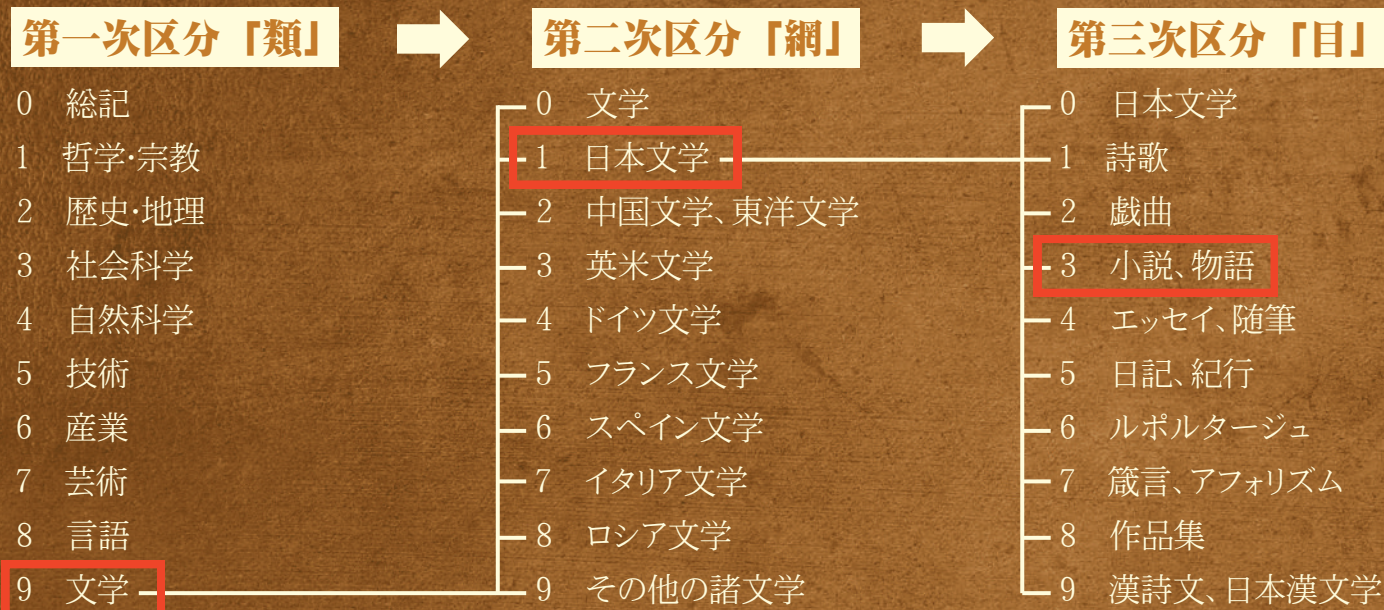 第一次区分「類」
0 総記
1 哲学・宗教
2 歴史・地理
3 社会科学
4 自然科学
5 技術
6 産業
7 芸術
8 言語
9 文学
第二次区分「綱」
0 文学
1 日本文学
2 中国文学、東洋文学
3 英米文学
4 ドイツ文学
5 フランス文学
6 スペイン文学
7 イタリア文学
8 ロシア文学
9 その他の諸文学
第三次区分「目」
0 日本文学
1 詩歌
2 戯曲
3 小説、物語
4 エッセイ、随筆
5 日記、紀行
6 ルポルタージュ
7 箴言、アフォリズム
8 作品集
9 漢詩文、日本漢文学